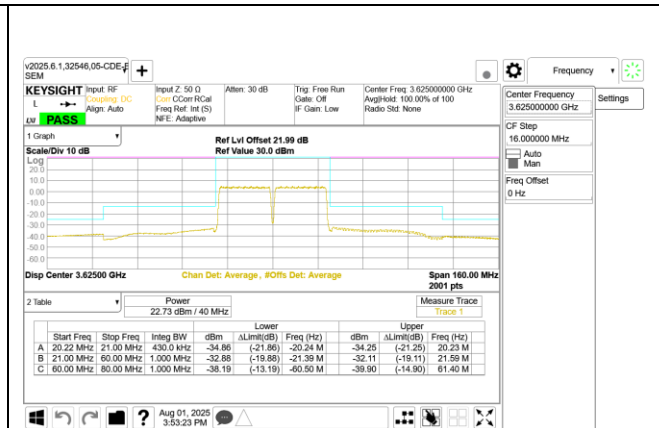 v2025.6.1,32546,05-CDE-F
SEM
Frequency
KEYSIGHT
L
LXI
PASS
Input: RF
Coupling: DC
Align: Auto
Input Z: 50 Ω
Corr CCorr RCal
Freq Ref: Int (S)
NFE: Adaptive
Atten: 30 dB
Trig: Free Run
Gate: Off
IF Gain: Low
Center Freq: 3.625000000 GHz
Avg|Hold: 100.00% of 100
Radio Std: None
Center Frequency
3.625000000 GHz
Settings
CF Step
16.000000 MHz
Auto
Man
Freq Offset
0 Hz
1 Graph
Scale/Div 10 dB
Ref Lvl Offset 21.99 dB
Ref Value 30.0 dBm
Log
20.0
10.0
0.00
-10.0
-20.0
-30.0
-40.0
-50.0
-60.0
Disp Center 3.62500 GHz
Chan Det: Average, #Offs Det: Average
Span 160.00 MHz
2001 pts
2 Table
Power
22.73 dBm / 40 MHz
Measure Trace
Trace 1
Lower Upper
Start Freq Stop Freq Integ BW dBm ΔLimit(dB) Freq (Hz) dBm ΔLimit(dB) Freq (Hz)
A 20.22 MHz 21.00 MHz 430.0 kHz -34.86 (-21.86) -20.24 M -34.25 (-21.25) 20.23 M
B 21.00 MHz 60.00 MHz 1.000 MHz -32.88 (-19.88) -21.39 M -32.11 (-19.11) 21.59 M
C 60.00 MHz 80.00 MHz 1.000 MHz -38.19 (-13.19) -60.50 M -39.90 (-14.90) 61.40 M
?
Aug 01, 2025
3:53:23 PM